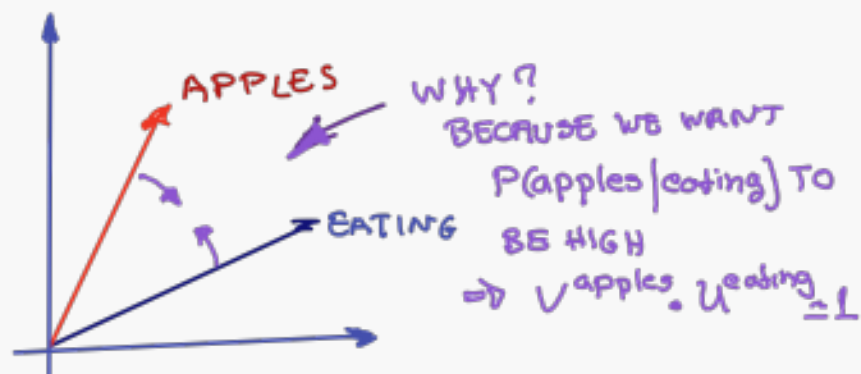 APPLES
EATING
WHY?
BECAUSE WE WANT
P(apples|eating) TO
BE HIGH
⇒ V^apples · U^eating ≃ 1